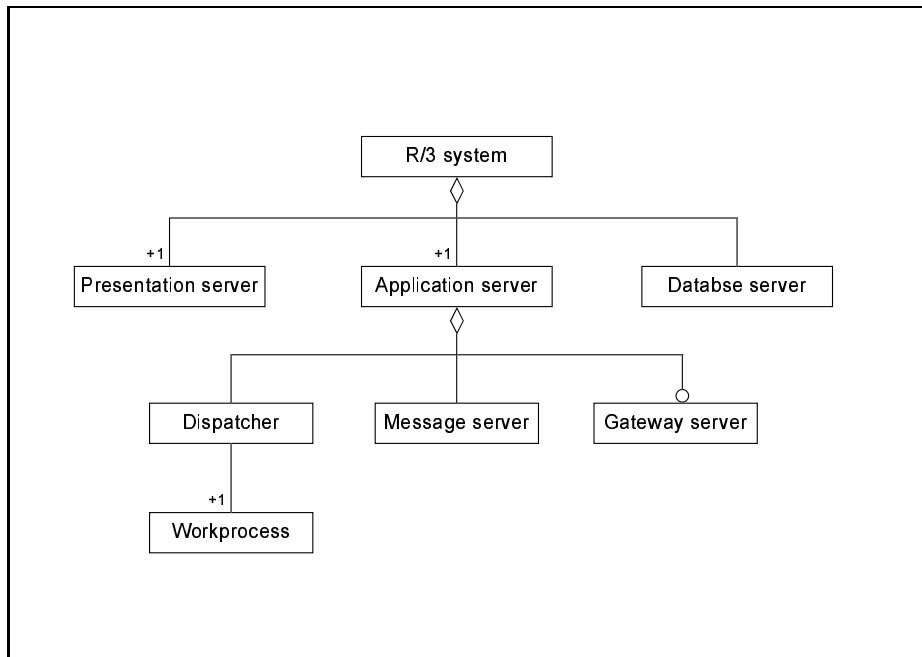 R/3 system
+1
+1
Presentation server
Application server
Databse server
Dispatcher
Message server
Gateway server
+1
Workprocess